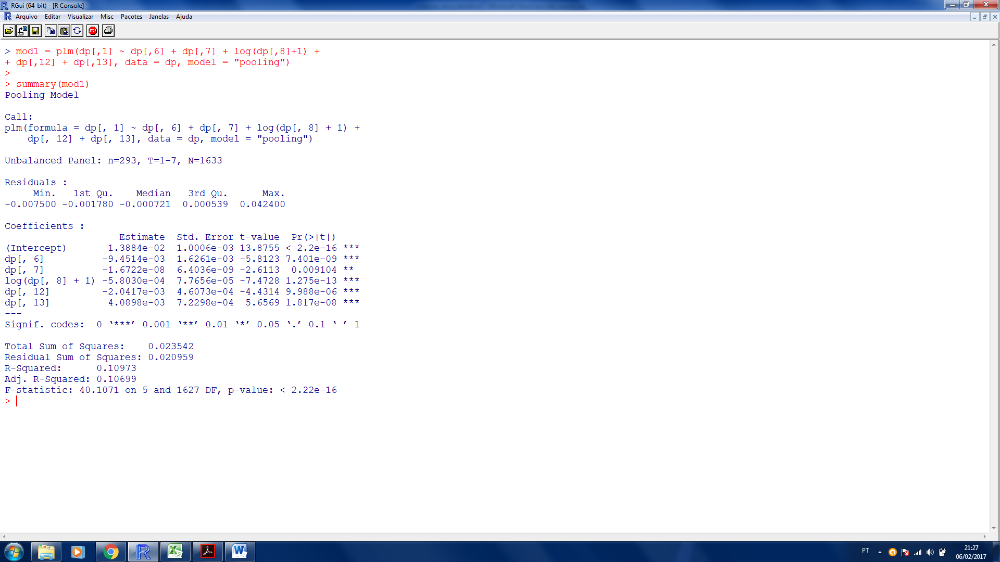 RGui (64-bit) - [R Console]
Arquivo Editar Visualizar Misc Pacotes Janelas Ajuda
STOP
> mod1 = plm(dp[,1] ~ dp[,6] + dp[,7] + log(dp[,8]+1) +
+ dp[,12] + dp[,13], data = dp, model = "pooling")
>
> summary(mod1)
Pooling Model
Call:
plm(formula = dp[, 1] ~ dp[, 6] + dp[, 7] + log(dp[, 8] + 1) +
    dp[, 12] + dp[, 13], data = dp, model = "pooling")
Unbalanced Panel: n=293, T=1-7, N=1633
Residuals :
     Min.   1st Qu.    Median   3rd Qu.      Max.
-0.007500 -0.001780 -0.000721  0.000539  0.042400
Coefficients :
                    Estimate  Std. Error t-value  Pr(>|t|)
(Intercept)       1.3884e-02  1.0006e-03 13.8755 < 2.2e-16 ***
dp[, 6]          -9.4514e-03  1.6261e-03 -5.8123 7.401e-09 ***
dp[, 7]          -1.6722e-08  6.4036e-09 -2.6113  0.009104 **
log(dp[, 8] + 1) -5.8030e-04  7.7656e-05 -7.4728 1.275e-13 ***
dp[, 12]         -2.0417e-03  4.6073e-04 -4.4314 9.988e-06 ***
dp[, 13]          4.0898e-03  7.2298e-04  5.6569 1.817e-08 ***
---
Signif. codes:  0 ‘***’ 0.001 ‘**’ 0.01 ‘*’ 0.05 ‘.’ 0.1 ‘ ’ 1
Total Sum of Squares:    0.023542
Residual Sum of Squares: 0.020959
R-Squared:      0.10973
Adj. R-Squared: 0.10699
F-statistic: 40.1071 on 5 and 1627 DF, p-value: < 2.22e-16
>
PT
21:27
06/02/2017